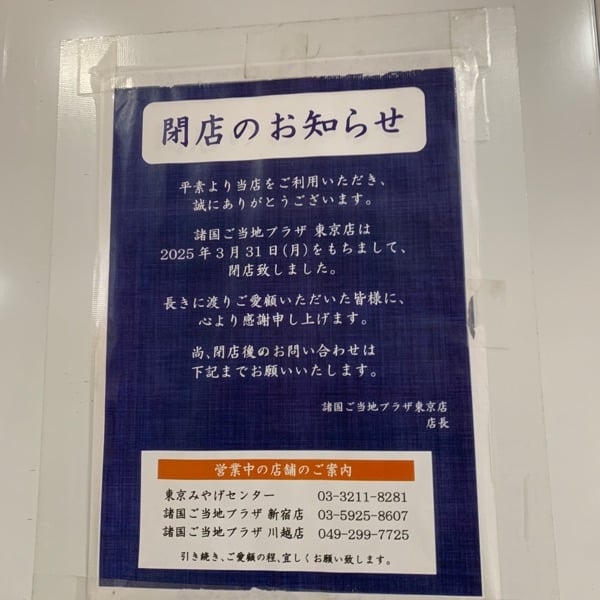 閉店のお知らせ
平素より当店をご利用いただき、
誠にありがとうございます。
諸国ご当地プラザ 東京店は
2025年3月31日(月)をもちまして、
閉店致しました。
長きに渡りご愛顧いただいた皆様に、
心より感謝申し上げます。
尚、閉店後のお問い合わせは
下記までお願いいたします。
諸国ご当地プラザ東京店
店長
営業中の店舗のご案内
東京みやげセンター 03-3211-8281
諸国ご当地プラザ 新宿店 03-5925-8607
諸国ご当地プラザ 川越店 049-299-7725
引き続き、ご愛顧の程、宜しくお願い致します。